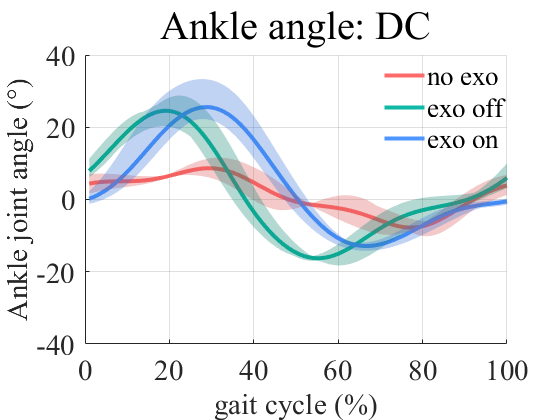 Ankle angle: DC
Ankle joint angle (°)
40
20
0
-20
-40
no exo
exo off
exo on
0
20
40
60
80
100
gait cycle (%)